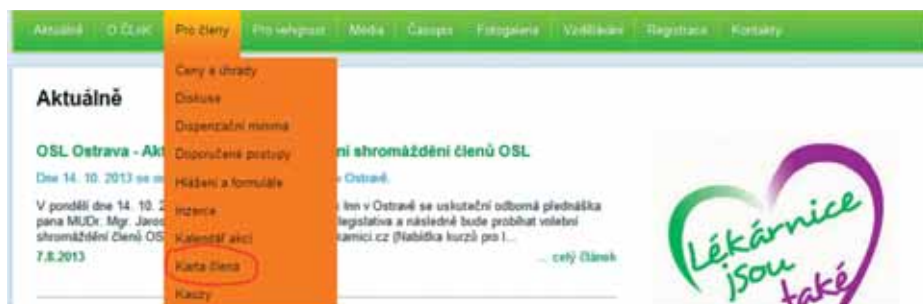 Aktuálně O ČLnK Pro členy Pro veřejnost Média Časopis Fotogalerie Vzdělávání Registrace Kontakty
Ceny a úhrady
Diskuse
Dispenzační minima
Doporučené postupy
Hlášení a formuláře
Inzerce
Kalendář akcí
Karta člena
Kauzy
Aktuálně
OSL Ostrava - Akt ní shromáždění členů OSL
Dne 14. 10. 2013 se v Ostravě.
V pondělí dne 14. 10. 2 Inn v Ostravě se uskuteční odborná přednáška
pana MUDr. Mgr. Jaros legislativa a následně bude probíhat volební
shromáždění členů OS karnici.cz (Nabídka kurzů pro l...
7.8.2013 ... celý článek
Lékárnice
jsou
také